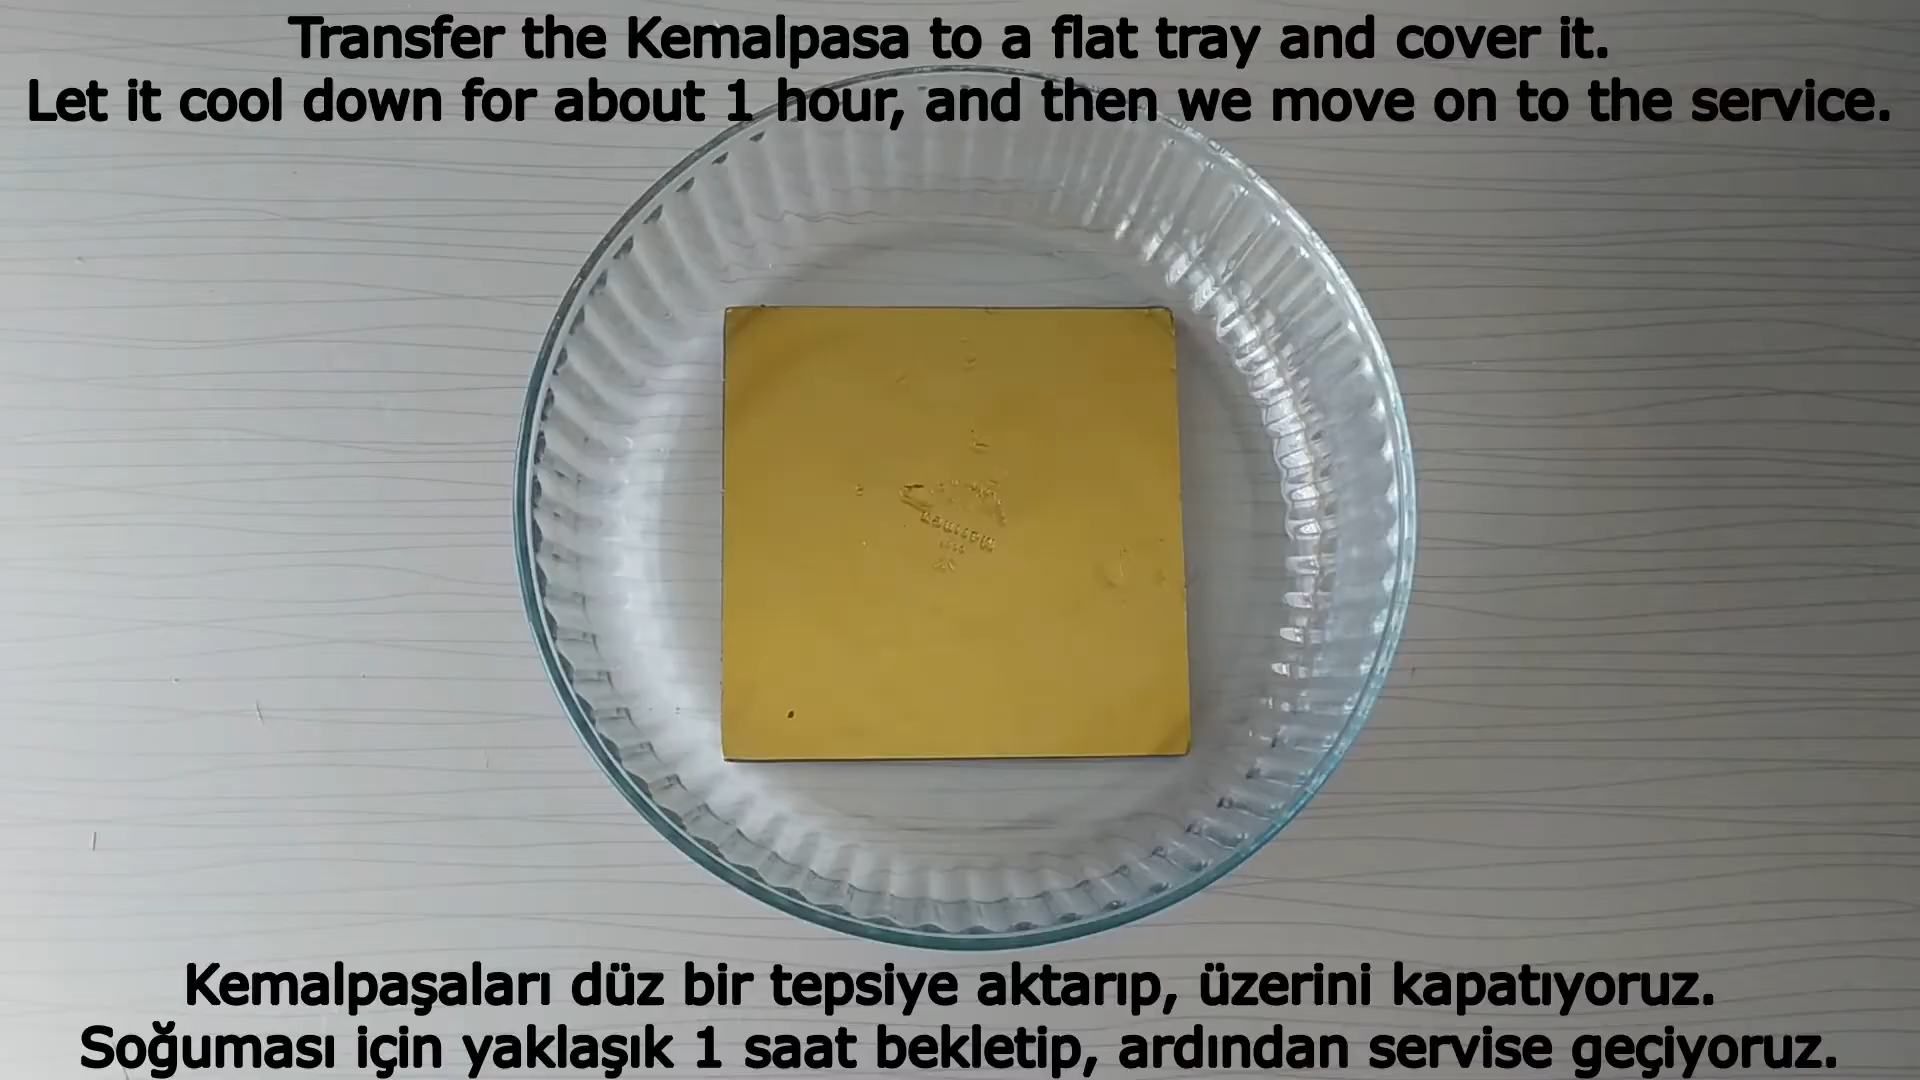 Transfer the Kemalpasa to a flat tray and cover it.
Let it cool down for about 1 hour, and then we move on to the service.
Kemalpaşaları düz bir tepsiye aktarıp, üzerini kapatıyoruz.
Soğuması için yaklaşık 1 saat bekletip, ardından servise geçiyoruz.